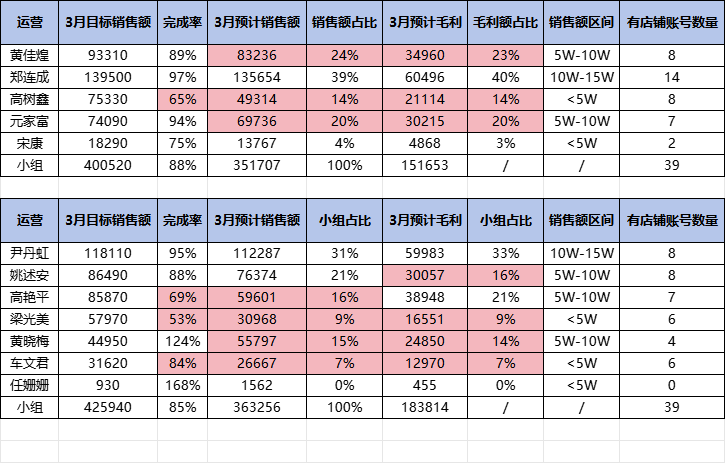 运营 3月目标销售额 完成率 3月预计销售额 销售额占比 3月预计毛利 毛利额占比 销售额区间 有店铺账号数量
黄佳煌 93310 89% 83236 24% 34960 23% 5W-10W 8
郑连成 139500 97% 135654 39% 60496 40% 10W-15W 14
高树鑫 75330 65% 49314 14% 21114 14% <5W 8
元家富 74090 94% 69736 20% 30215 20% 5W-10W 7
宋康 18290 75% 13767 4% 4868 3% <5W 2
小组 400520 88% 351707 100% 151653 / / 39
运营 3月目标销售额 完成率 3月预计销售额 小组占比 3月预计毛利 小组占比 销售额区间 有店铺账号数量
尹丹虹 118110 95% 112287 31% 59983 33% 10W-15W 8
姚述安 86490 88% 76374 21% 30057 16% 5W-10W 8
高艳平 85870 69% 59601 16% 38948 21% 5W-10W 7
梁光美 57970 53% 30968 9% 16551 9% <5W 6
黄晓梅 44950 124% 55797 15% 24850 14% 5W-10W 4
车文君 31620 84% 26667 7% 12970 7% <5W 6
任姗姗 930 168% 1562 0% 455 0% <5W 0
小组 425940 85% 363256 100% 183814 / / 39